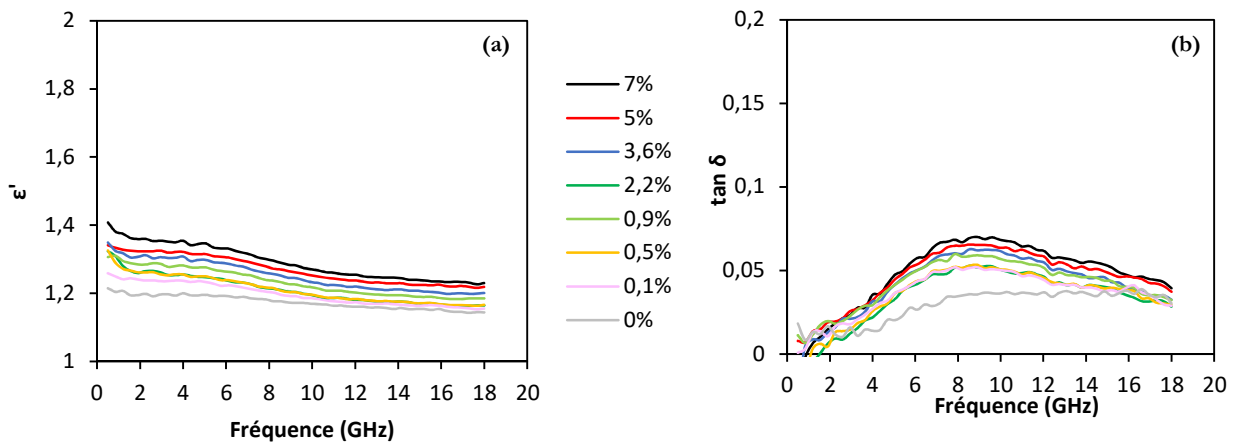 (a)
2
1,8
1,6
1,4
1,2
1
ε'
0 2 4 6 8 10 12 14 16 18 20
Fréquence (GHz)
7%
5%
3,6%
2,2%
0,9%
0,5%
0,1%
0%
(b)
0,2
0,15
0,1
0,05
0
tan δ
0 2 4 6 8 10 12 14 16 18 20
Fréquence (GHz)